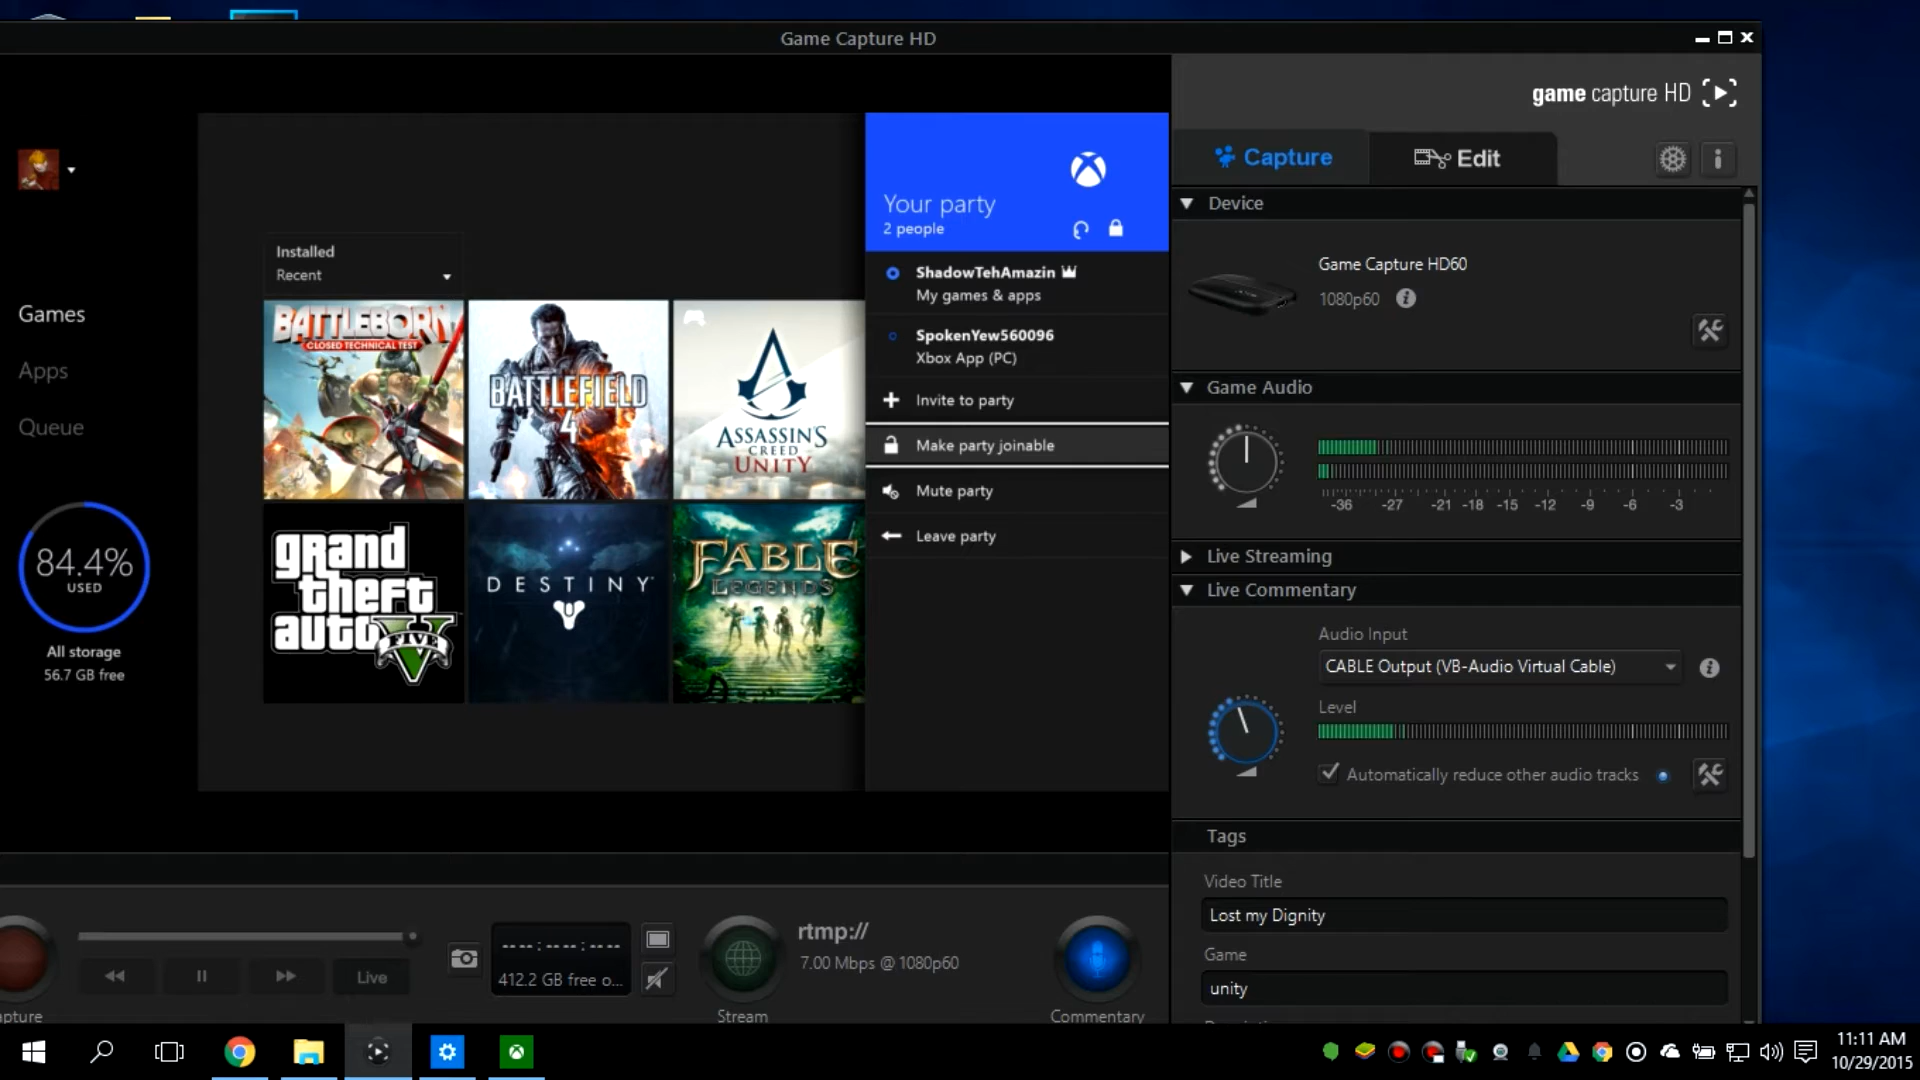 Game Capture HD
game capture HD
Capture
Edit
Device
Game Capture HD60
1080p60
Game Audio
-36 -27 -21 -18 -15 -12 -9 -6 -3
Live Streaming
Live Commentary
Audio Input
CABLE Output (VB-Audio Virtual Cable)
Level
Automatically reduce other audio tracks
Tags
Video Title
Lost my Dignity
Game
unity
Games
Apps
Queue
84.4%
USED
All storage
56.7 GB free
Installed
Recent
BATTLEBORN
CLOSED TECHNICAL TEST
BATTLEFIELD
4
ASSASSIN'S
CREED
UNITY
grand
theft
auto V
FIVE
DESTINY
FABLE
LEGENDS
Your party
2 people
ShadowTehAmazin
My games & apps
SpokenYew560096
Xbox App (PC)
Invite to party
Make party joinable
Mute party
Leave party
Live
412.2 GB free o...
rtmp://
7.00 Mbps @ 1080p60
pture
Stream
Commentary
11:11 AM
10/29/2015